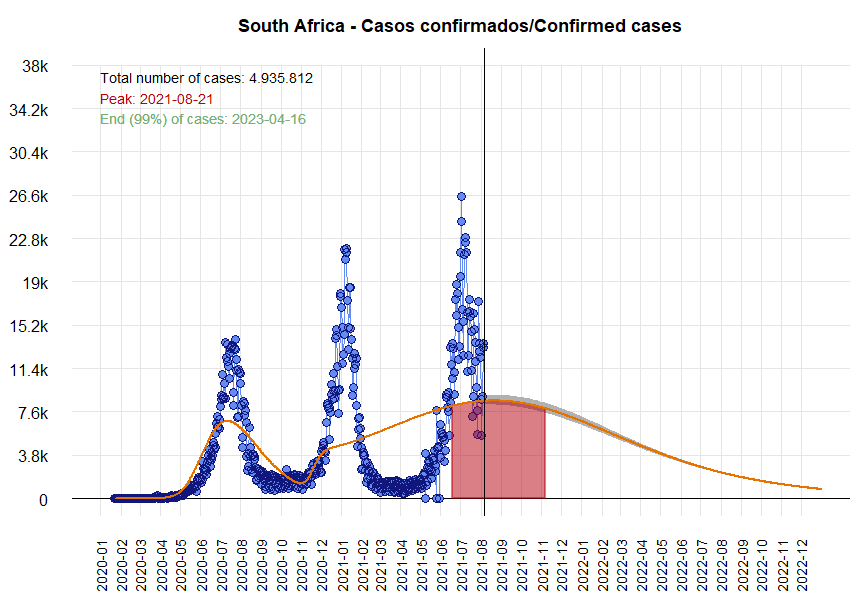 South Africa - Casos confirmados/Confirmed cases
38k
34.2k
30.4k
26.6k
22.8k
19k
15.2k
11.4k
7.6k
3.8k
0
Total number of cases: 4.935.812
Peak: 2021-08-21
End (99%) of cases: 2023-04-16
2020-01
2020-02
2020-03
2020-04
2020-05
2020-06
2020-07
2020-08
2020-09
2020-10
2020-11
2020-12
2021-01
2021-02
2021-03
2021-04
2021-05
2021-06
2021-07
2021-08
2021-09
2021-10
2021-11
2021-12
2022-01
2022-02
2022-03
2022-04
2022-05
2022-06
2022-07
2022-08
2022-09
2022-10
2022-11
2022-12